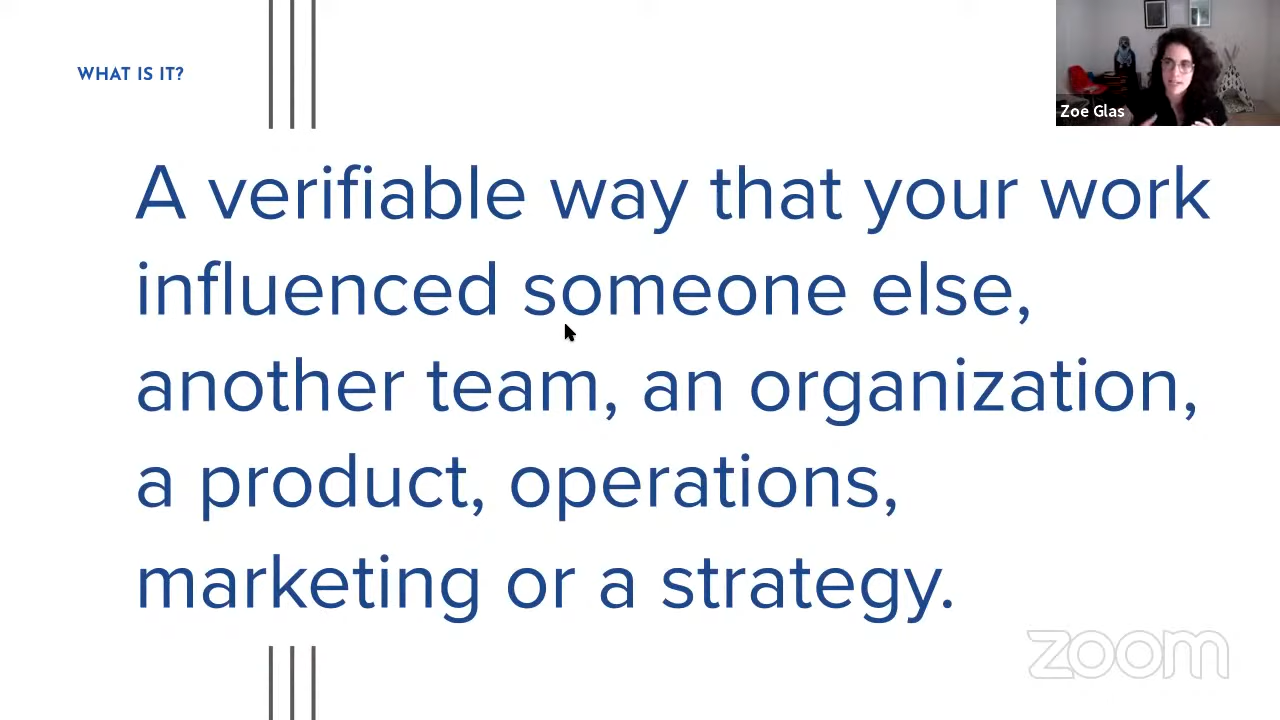 WHAT IS IT?
Zoe Glas
A verifiable way that your work
influenced someone else,
another team, an organization,
a product, operations,
marketing or a strategy.
zoom